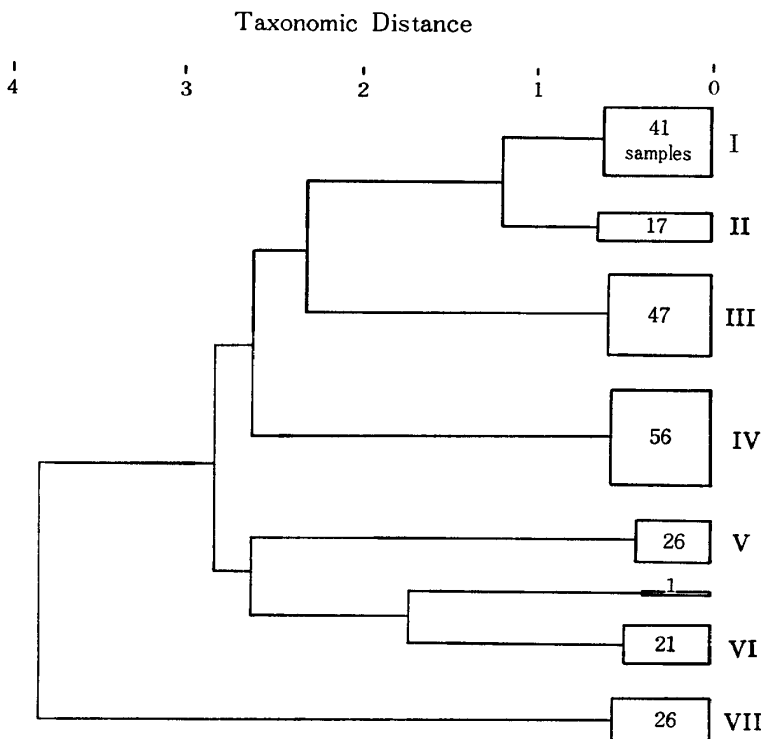 Taxonomic Distance
4 3 2 1 0
41
samples
I
17 II
47 III
56 IV
26 V
1
21 VI
26 VII